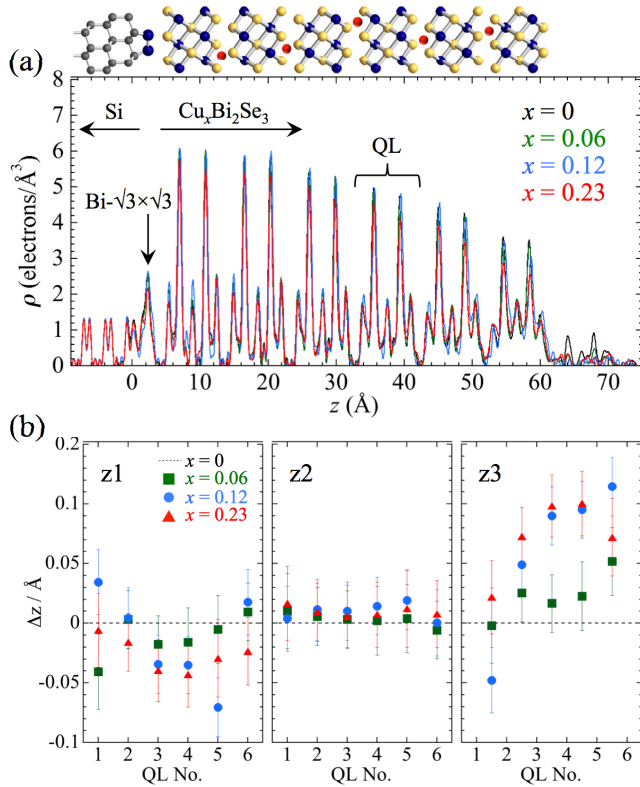 (a)
Si
CuxBi2Se3
QL
x = 0
x = 0.06
x = 0.12
x = 0.23
Bi-√3×√3
ρ (electrons/Å3)
8
7
6
5
4
3
2
1
0
0 10 20 30 40 50 60 70
z (Å)
(b)
z1
x = 0
x = 0.06
x = 0.12
x = 0.23
z2
z3
Δz / Å
0.2
0.1
0.05
0
-0.05
-0.1
1 2 3 4 5 6
1 2 3 4 5 6
1 2 3 4 5 6
QL No.
QL No.
QL No.